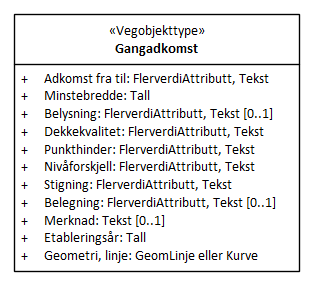 «Vegobjekttype»
Gangadkomst
+ Adkomst fra til: FlerverdiAttributt, Tekst
+ Minstebredde: Tall
+ Belysning: FlerverdiAttributt, Tekst [0..1]
+ Dekkekvalitet: FlerverdiAttributt, Tekst
+ Punkthinder: FlerverdiAttributt, Tekst
+ Nivåforskjell: FlerverdiAttributt, Tekst
+ Stigning: FlerverdiAttributt, Tekst
+ Belegning: FlerverdiAttributt, Tekst [0..1]
+ Merknad: Tekst [0..1]
+ Etableringsår: Tall
+ Geometri, linje: GeomLinje eller Kurve